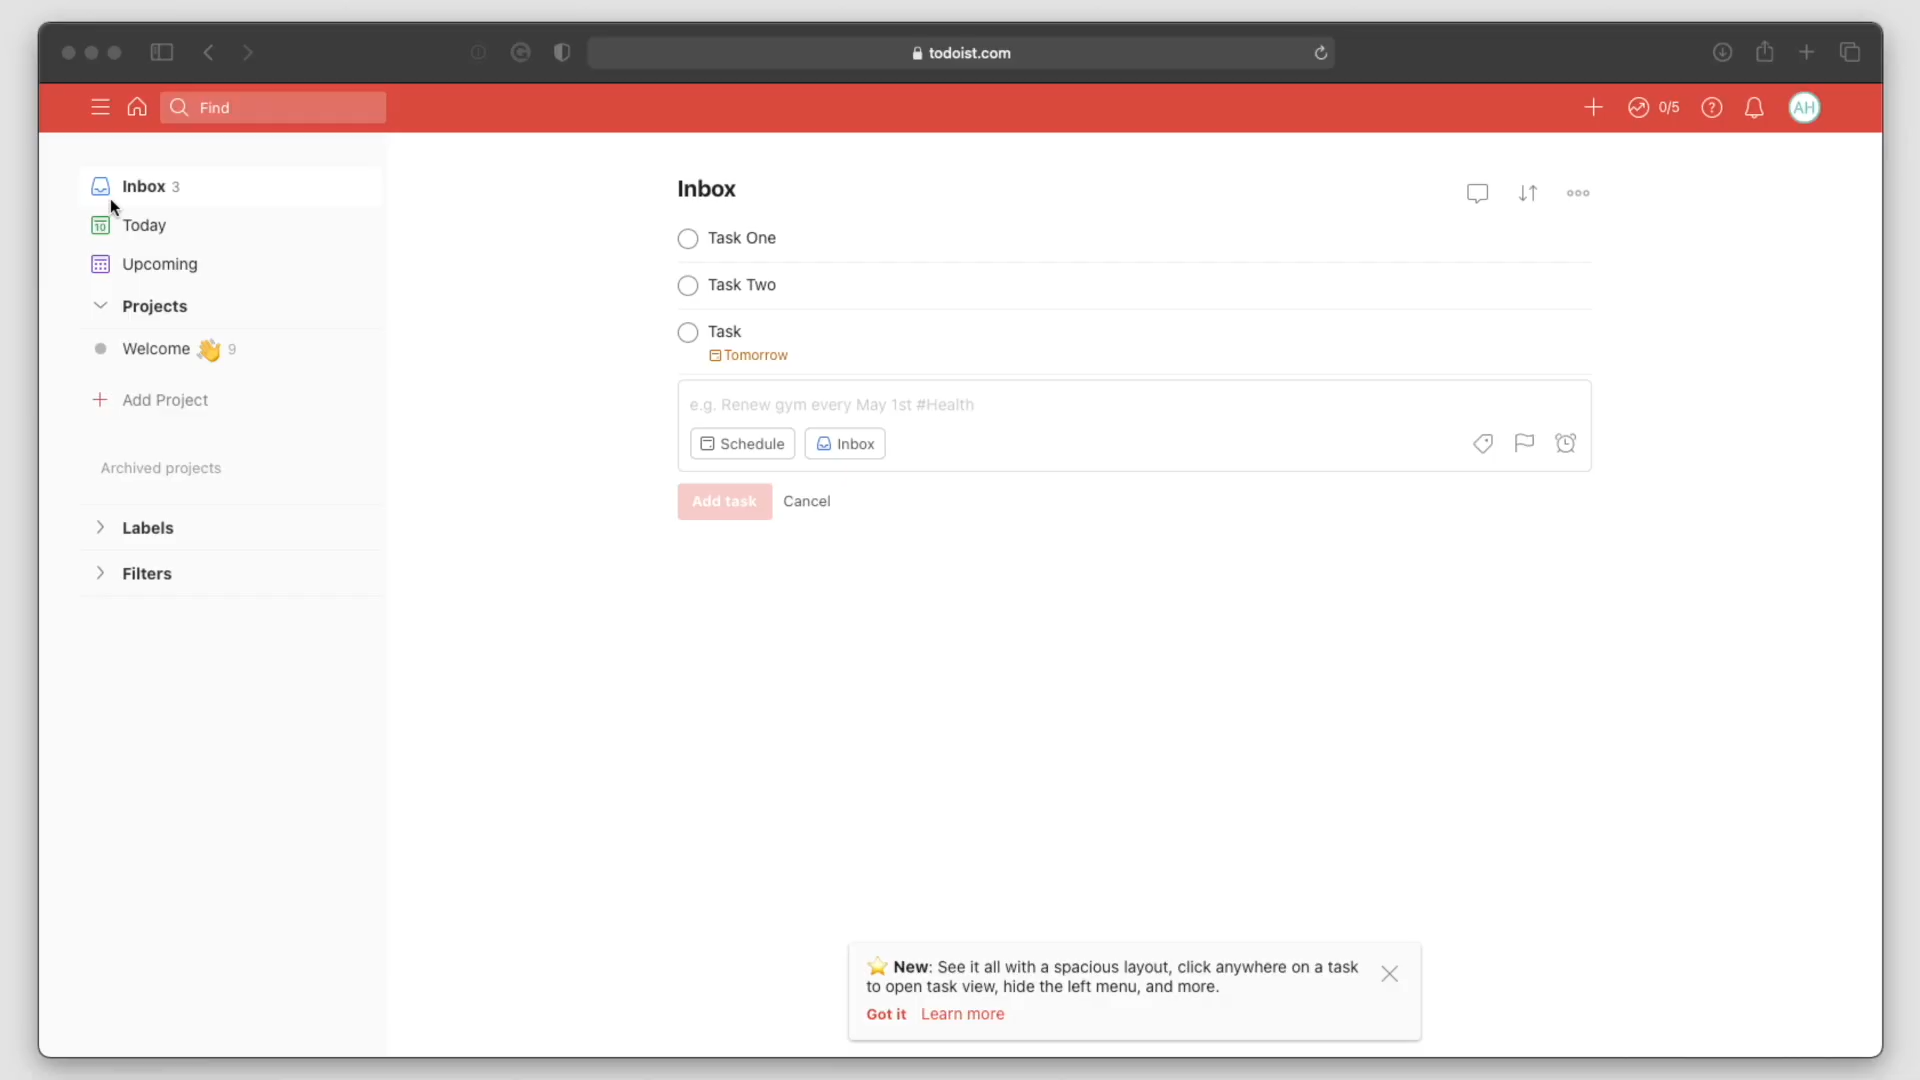 todoist.com
Find
0/5
AH
Inbox 3
10 Today
Upcoming
Projects
Welcome 9
Add Project
Archived projects
Labels
Filters
Inbox
Task One
Task Two
Task
Tomorrow
e.g. Renew gym every May 1st #Health
Schedule Inbox
Add task Cancel
New: See it all with a spacious layout, click anywhere on a task
to open task view, hide the left menu, and more.
Got it Learn more